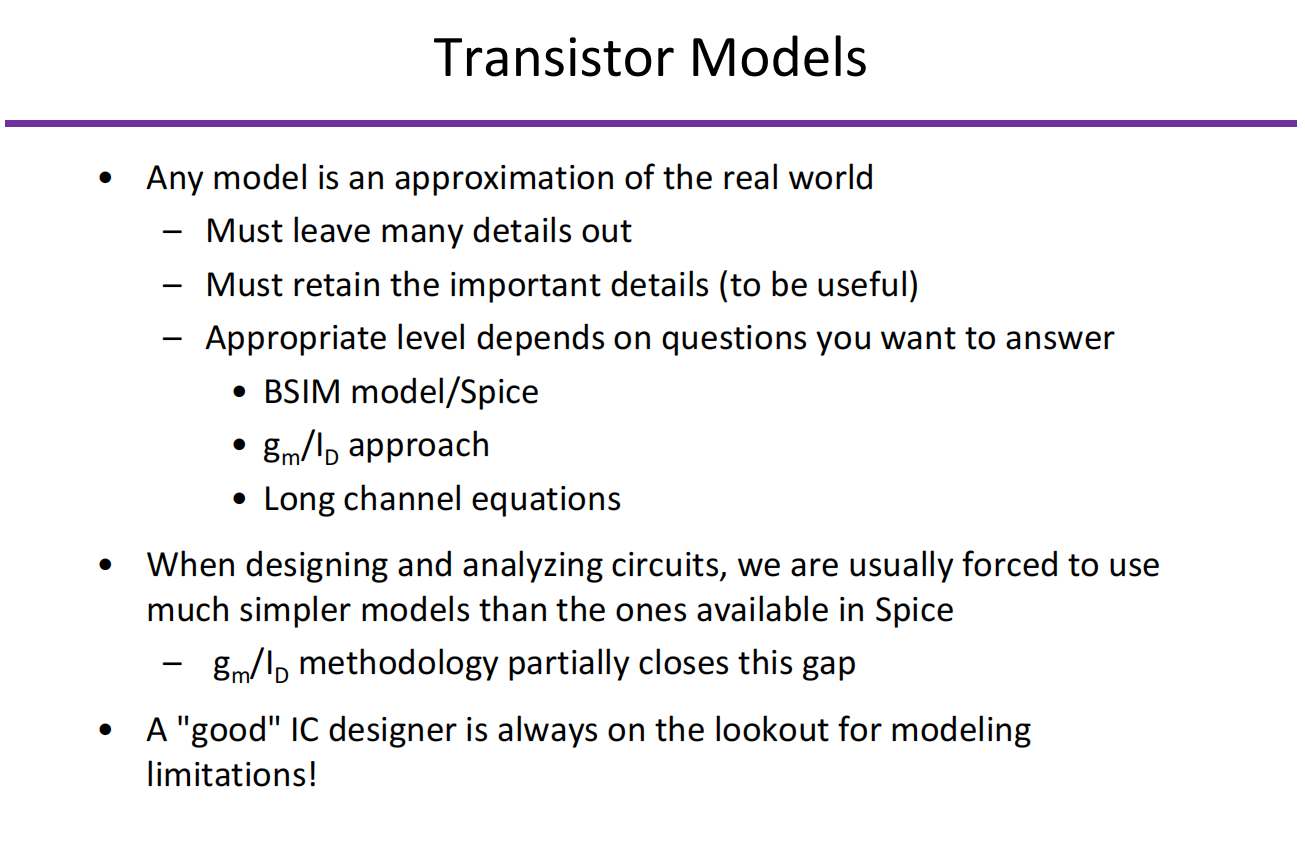 Transistor Models
• Any model is an approximation of the real world
– Must leave many details out
– Must retain the important details (to be useful)
– Appropriate level depends on questions you want to answer
• BSIM model/Spice
• gm/ID approach
• Long channel equations
• When designing and analyzing circuits, we are usually forced to use
much simpler models than the ones available in Spice
– gm/ID methodology partially closes this gap
• A "good" IC designer is always on the lookout for modeling
limitations!